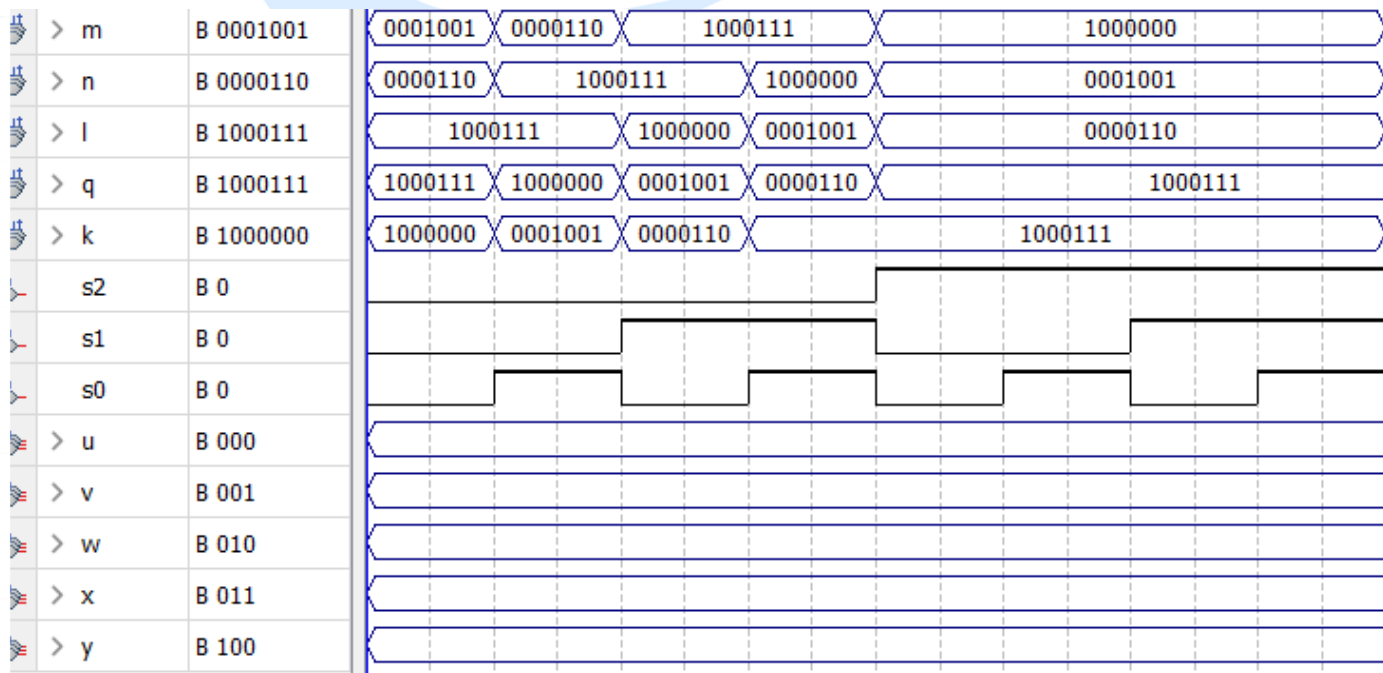 > m B 0001001 0001001 0000110 1000111 1000000
> n B 0000110 0000110 1000111 1000000 0001001
> l B 1000111 1000111 1000000 0001001 0000110
> q B 1000111 1000111 1000000 0001001 0000110 1000111
> k B 1000000 1000000 0001001 0000110 1000111
s2 B 0
s1 B 0
s0 B 0
> u B 000
> v B 001
> w B 010
> x B 011
> y B 100